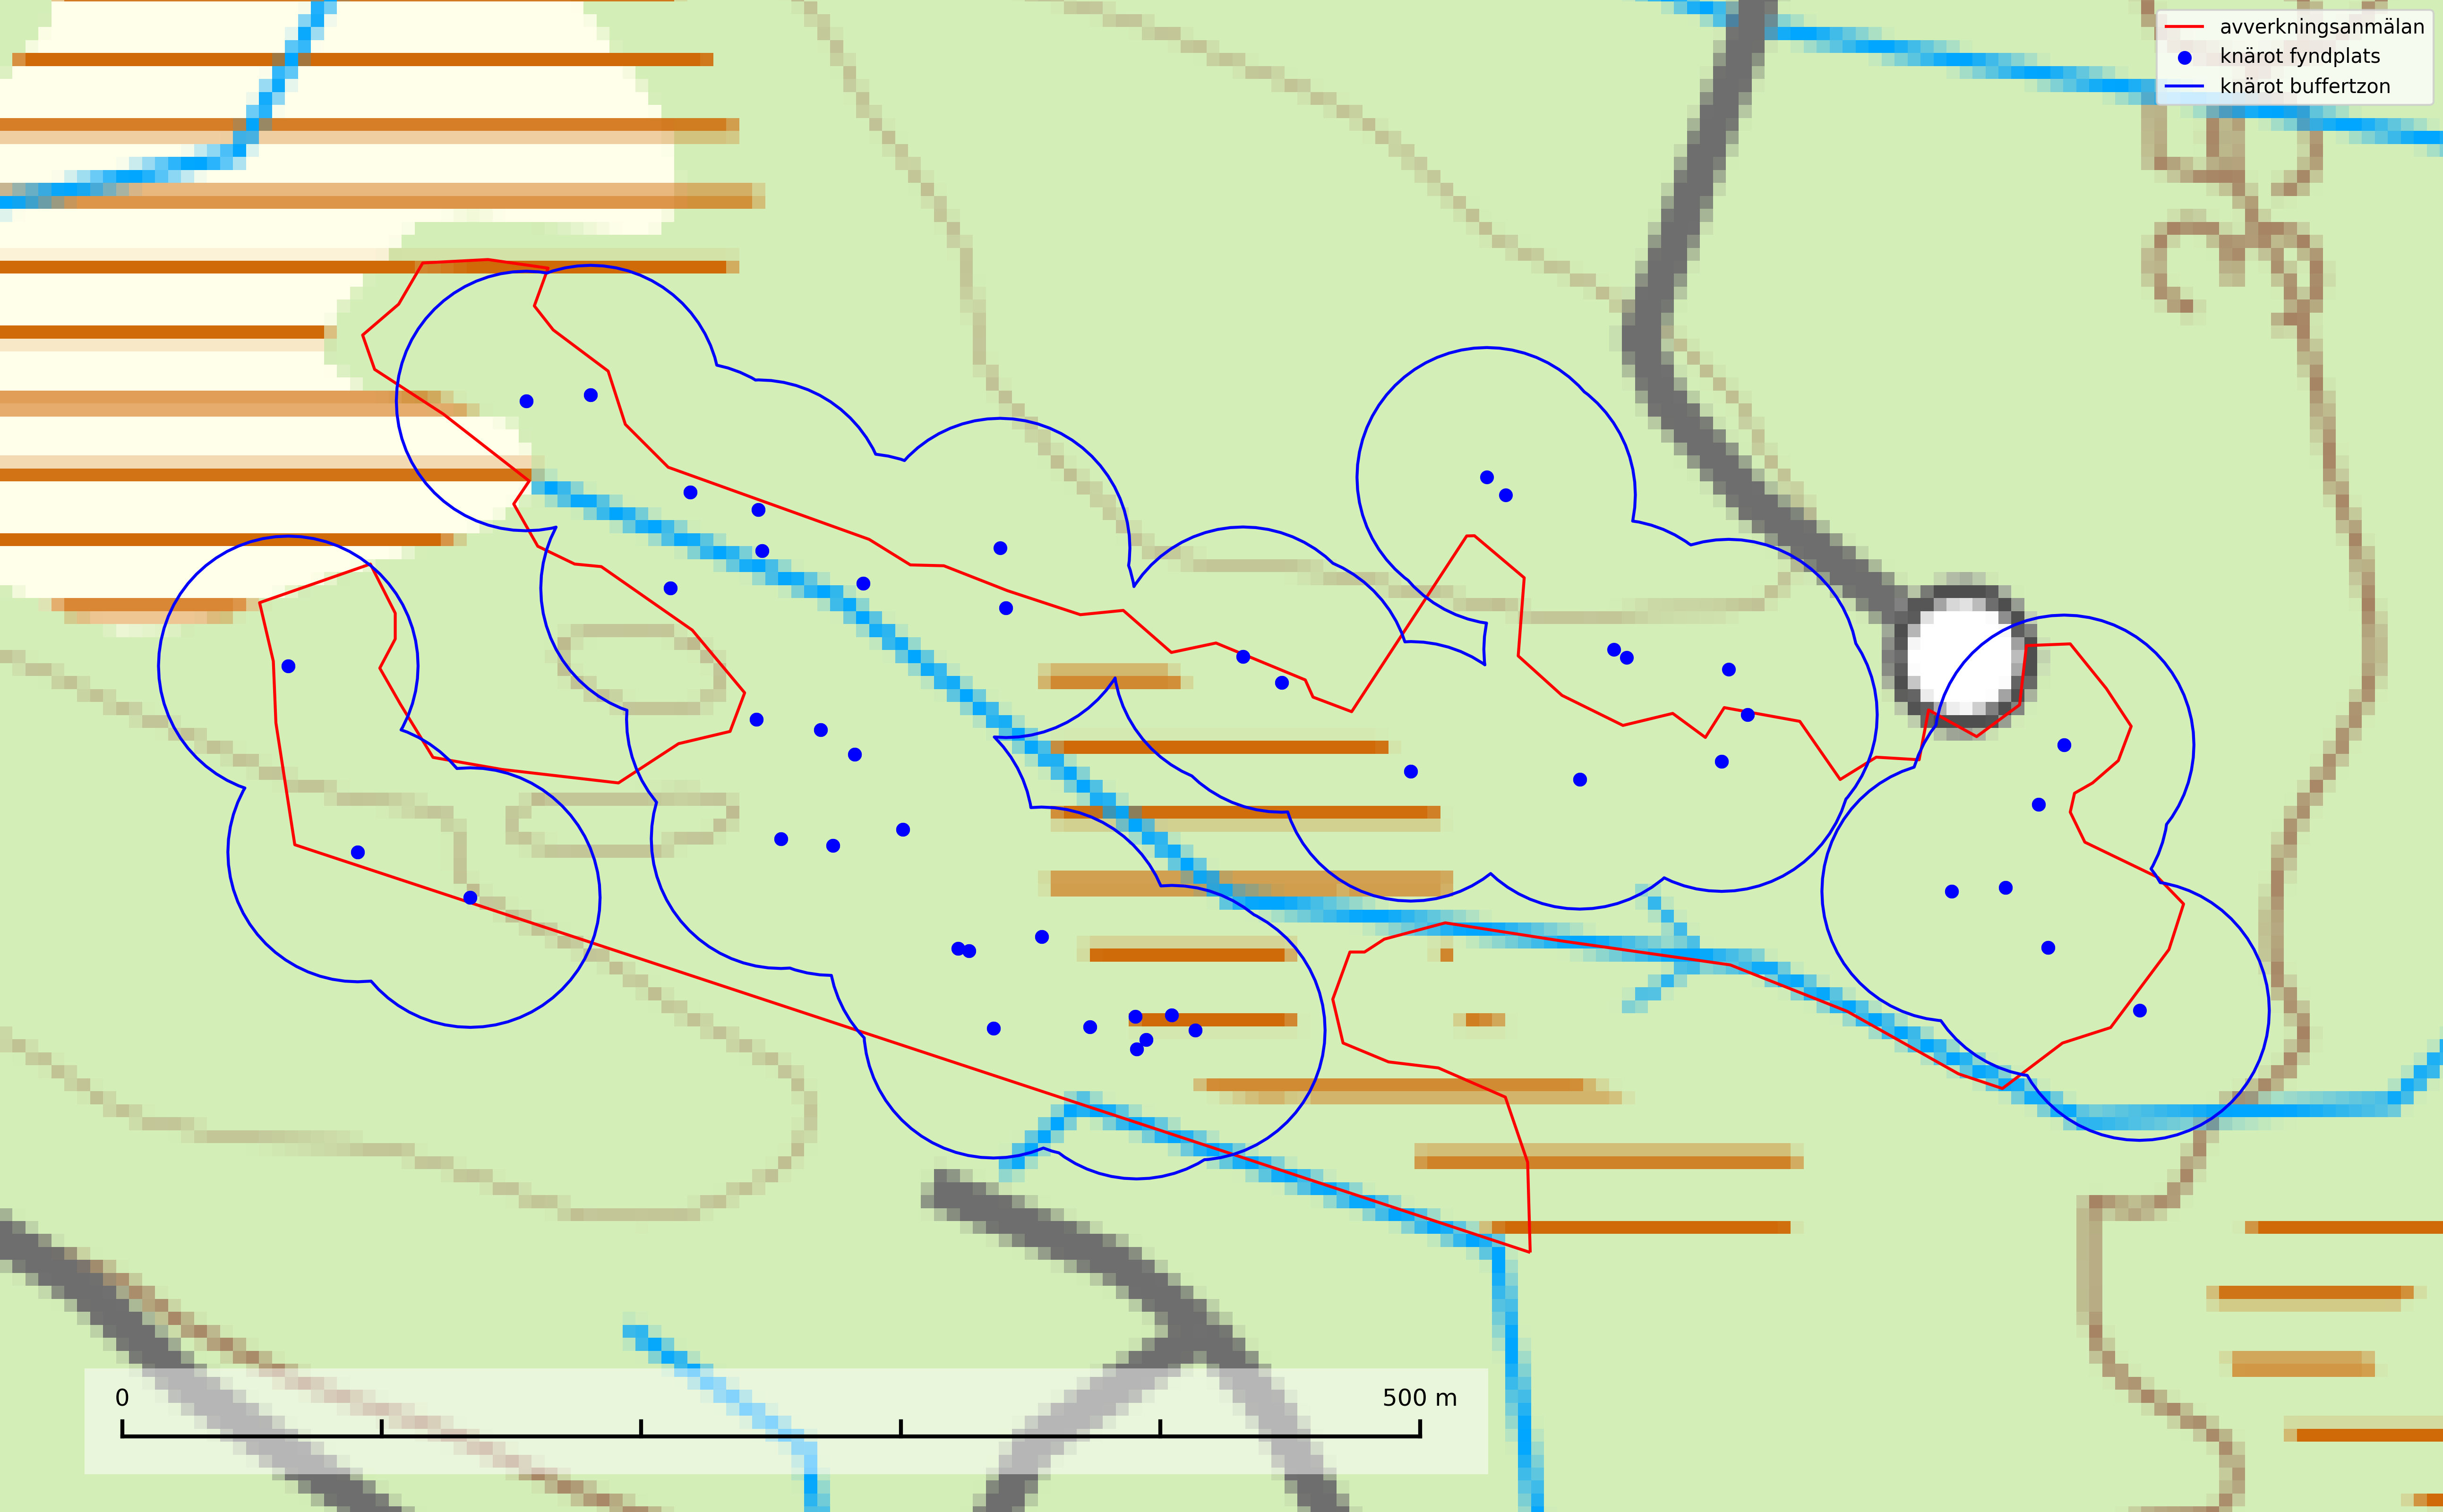 avverkningsanmälan
knärot fyndplats
knärot buffertzon
0 500 m